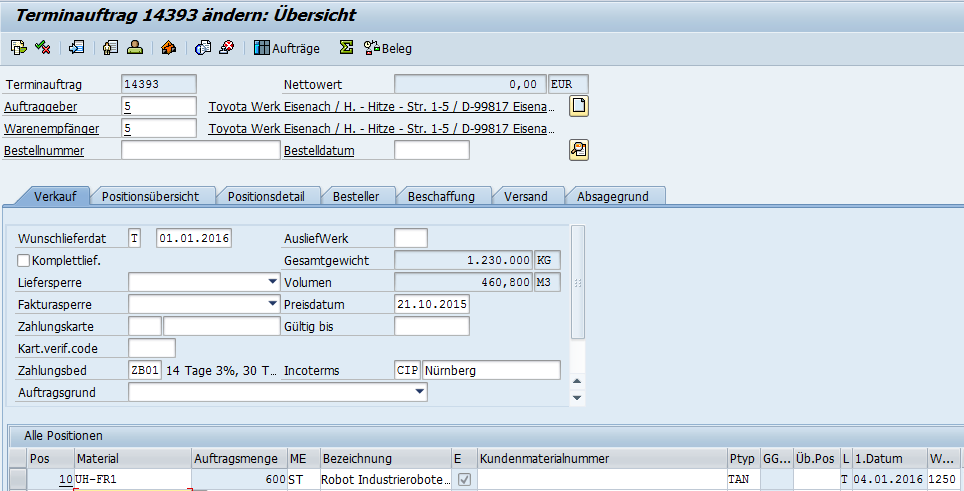 Terminauftrag 14393 ändern: Übersicht
Aufträge Beleg
Terminauftrag 14393 Nettowert 0,00 EUR
Auftraggeber 5 Toyota Werk Eisenach / H. - Hitze - Str. 1-5 / D-99817 Eisena...
Warenempfänger 5 Toyota Werk Eisenach / H. - Hitze - Str. 1-5 / D-99817 Eisena...
Bestellnummer Bestelldatum
Verkauf Positionsübersicht Positionsdetail Besteller Beschaffung Versand Absagegrund
Wunschlieferdat T 01.01.2016 AusliefWerk
Komplettlief. Gesamtgewicht 1.230.000 KG
Liefersperre Volumen 460,800 M3
Fakturasperre Preisdatum 21.10.2015
Zahlungskarte Gültig bis
Kart.verif.code
Zahlungsbed ZB01 14 Tage 3%, 30 T... Incoterms CIP Nürnberg
Auftragsgrund
Alle Positionen
Pos Material Auftragsmenge ME Bezeichnung E Kundenmaterialnummer Ptyp GG... Üb.Pos L 1.Datum W...
10 UH-FR1 600 ST Robot Industrierobote... TAN T 04.01.2016 1250